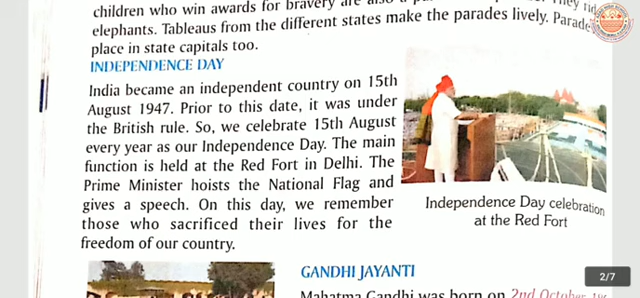 children who win awards for bravery are also a
elephants. Tableaus from the different states make the parades lively. Parade
place in state capitals too.
INDEPENDENCE DAY
India became an independent country on 15th
August 1947. Prior to this date, it was under
the British rule. So, we celebrate 15th August
every year as our Independence Day. The main
function is held at the Red Fort in Delhi. The
Prime Minister hoists the National Flag and
gives a speech. On this day, we remember
those who sacrificed their lives for the
freedom of our country.
Independence Day celebration
at the Red Fort
2/7
GANDHI JAYANTI
Mahatma Gandhi was born on 2nd October